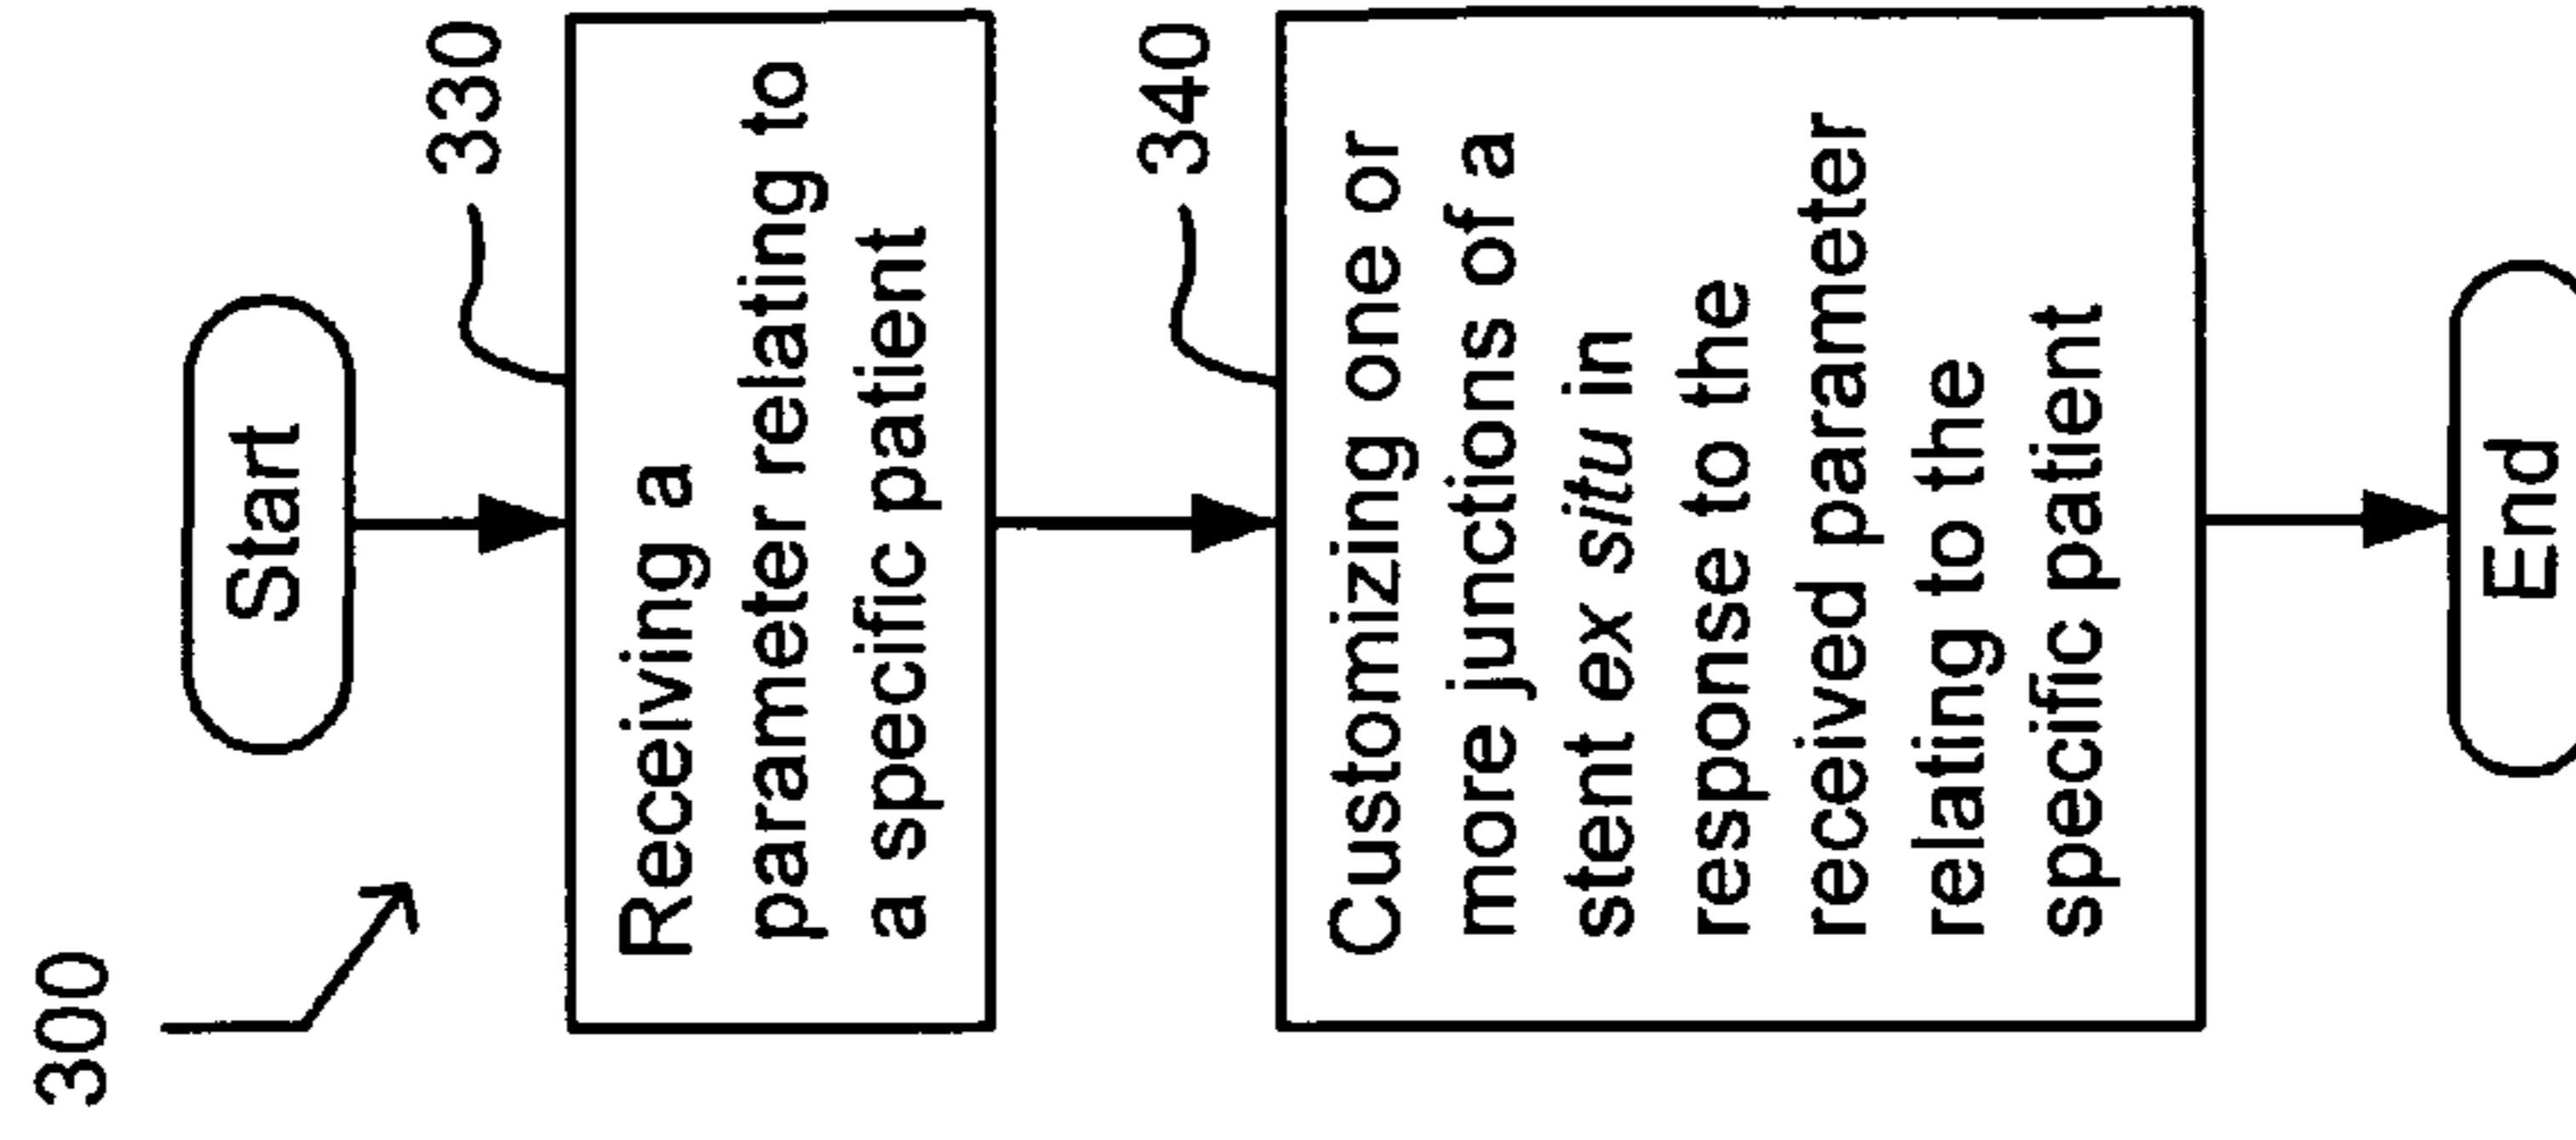 300
Start
330
Receiving a
parameter relating to
a specific patient
340
Customizing one or
more junctions of a
stent ex situ in
response to the
received parameter
relating to the
specific patient
End